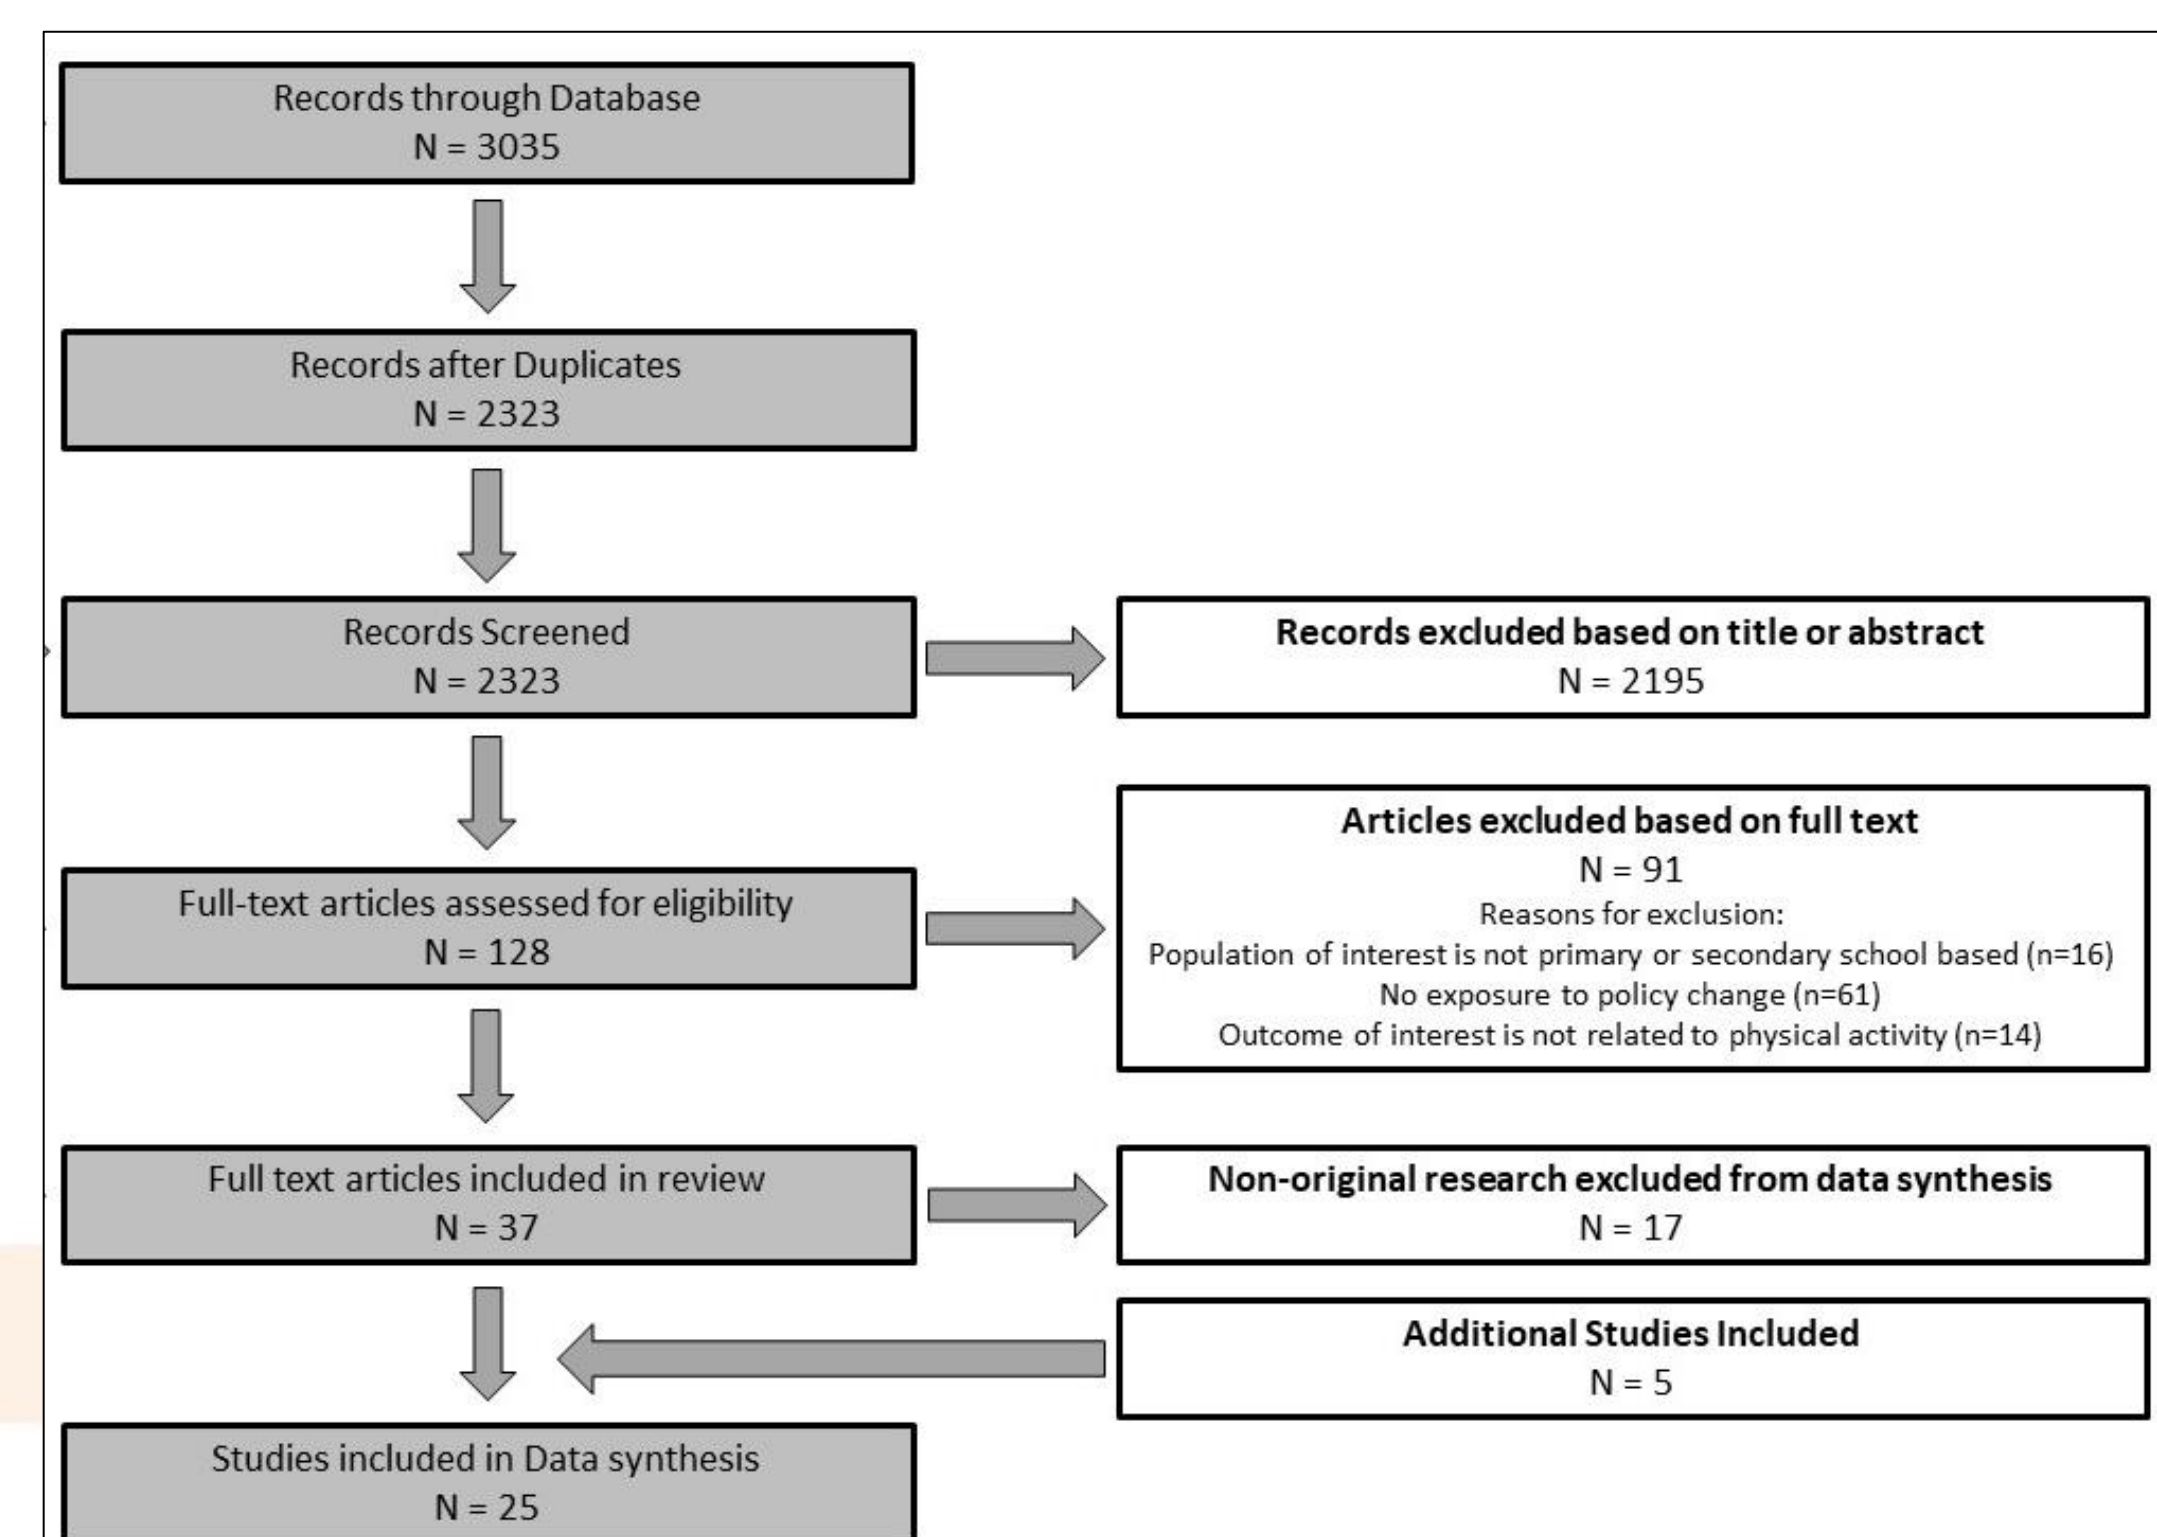 Records through Database
N = 3035
Records after Duplicates
N = 2323
Records Screened
N = 2323
Records excluded based on title or abstract
N = 2195
Full-text articles assessed for eligibility
N = 128
Articles excluded based on full text
N = 91
Reasons for exclusion:
Population of interest is not primary or secondary school based (n=16)
No exposure to policy change (n=61)
Outcome of interest is not related to physical activity (n=14)
Full text articles included in review
N = 37
Non-original research excluded from data synthesis
N = 17
Additional Studies Included
N = 5
Studies included in Data synthesis
N = 25